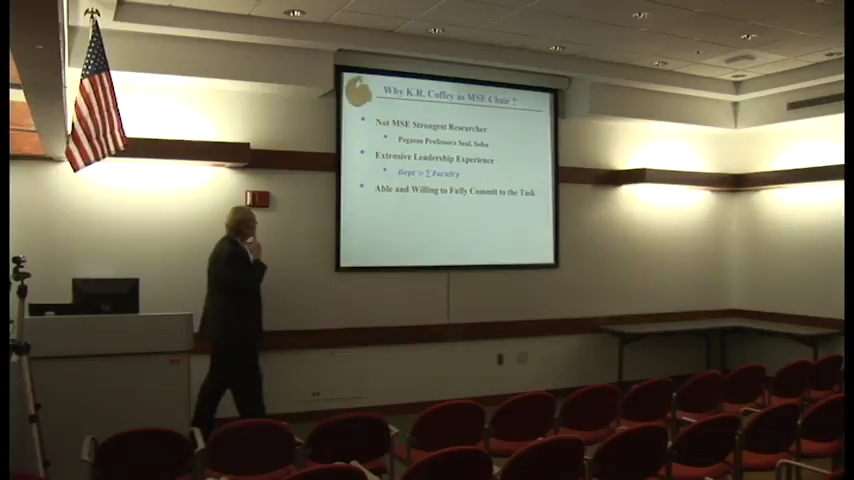 Why K.R. Coffey as MSE Chair ?
Not MSE Strongest Researcher
Pegasus Professors Seal, Sohn
Extensive Leadership Experience
Dept > ∑ Faculty
Able and Willing to Fully Commit to the Task